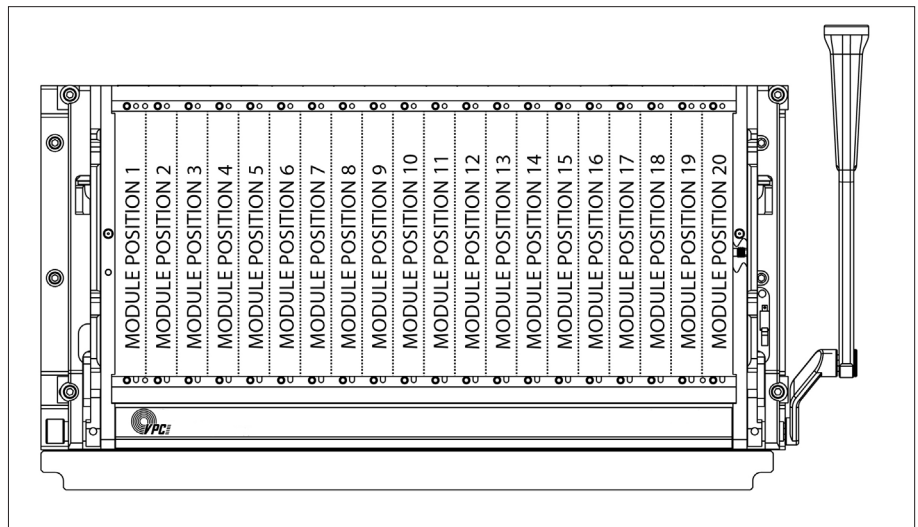 MODULE POSITION 1
MODULE POSITION 2
MODULE POSITION 3
MODULE POSITION 4
MODULE POSITION 5
MODULE POSITION 6
MODULE POSITION 7
MODULE POSITION 8
MODULE POSITION 9
MODULE POSITION 10
MODULE POSITION 11
MODULE POSITION 12
MODULE POSITION 13
MODULE POSITION 14
MODULE POSITION 15
MODULE POSITION 16
MODULE POSITION 17
MODULE POSITION 18
MODULE POSITION 19
MODULE POSITION 20
VPC